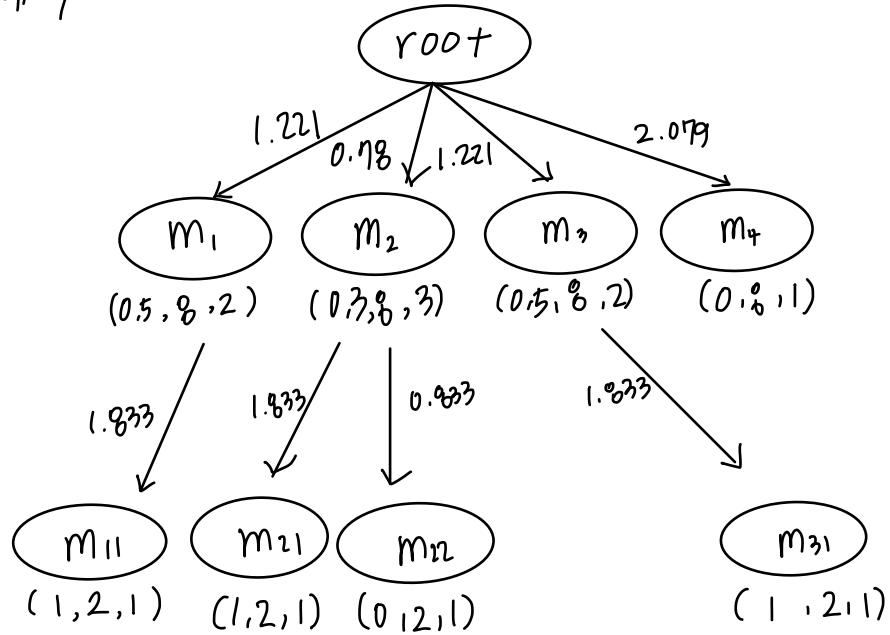 root
1.221
0.78
1.221
2.079
m1
m2
m3
m4
(0.5, 8, 2)
(0.3, 8, 3)
(0.5, 8, 2)
(0, 8, 1)
1.833
1.833
0.833
1.833
m11
m21
m22
m31
(1, 2, 1)
(1, 2, 1)
(0, 2, 1)
(1, 2, 1)